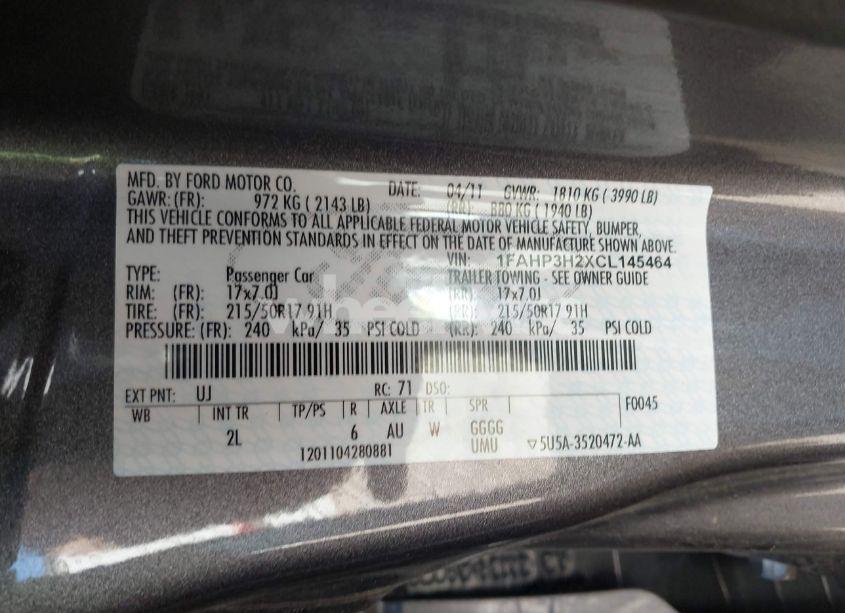 MFD. BY FORD MOTOR CO. DATE: 04/11 GVWR: 1810 KG ( 3990 LB)
GAWR: (FR): 972 KG ( 2143 LB) (RR): 880 KG ( 1940 LB)
THIS VEHICLE CONFORMS TO ALL APPLICABLE FEDERAL MOTOR VEHICLE SAFETY, BUMPER,
AND THEFT PREVENTION STANDARDS IN EFFECT ON THE DATE OF MANUFACTURE SHOWN ABOVE.
VIN: 1FAHP3H2XCL145464
TYPE: Passenger Car TRAILER TOWING - SEE OWNER GUIDE
RIM: (FR): 17x7.0J (RR): 17x7.0J
TIRE: (FR): 215/50R17 91H (RR): 215/50R17 91H
PRESSURE: (FR): 240 kPa/ 35 PSI COLD (RR): 240 kPa/ 35 PSI COLD
EXT PNT: UJ RC: 71 DSO: F0045
WB INT TR TP/PS R AXLE TR SPR
2L 6 AU W GGGG
1201104280881 UMU ▽5U5A-3520472-AA